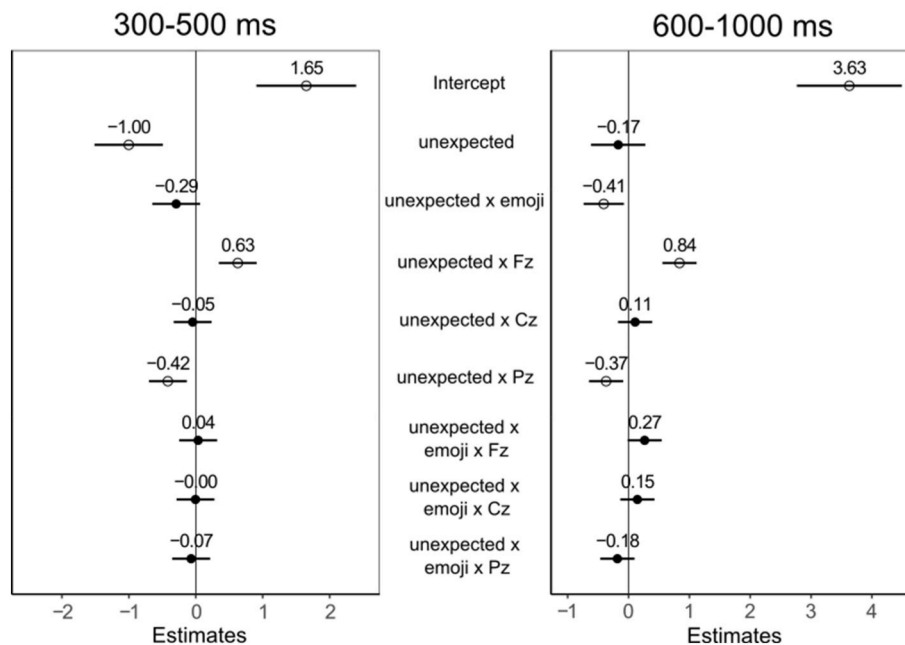 300-500 ms
600-1000 ms
1.65
Intercept
3.63
−1.00
unexpected
−0.17
−0.29
unexpected x emoji
−0.41
0.63
unexpected x Fz
0.84
−0.05
unexpected x Cz
0.11
−0.42
unexpected x Pz
−0.37
0.04
unexpected x
emoji x Fz
0.27
−0.00
unexpected x
emoji x Cz
0.15
−0.07
unexpected x
emoji x Pz
−0.18
−2 −1 0 1 2
−1 0 1 2 3 4
Estimates
Estimates